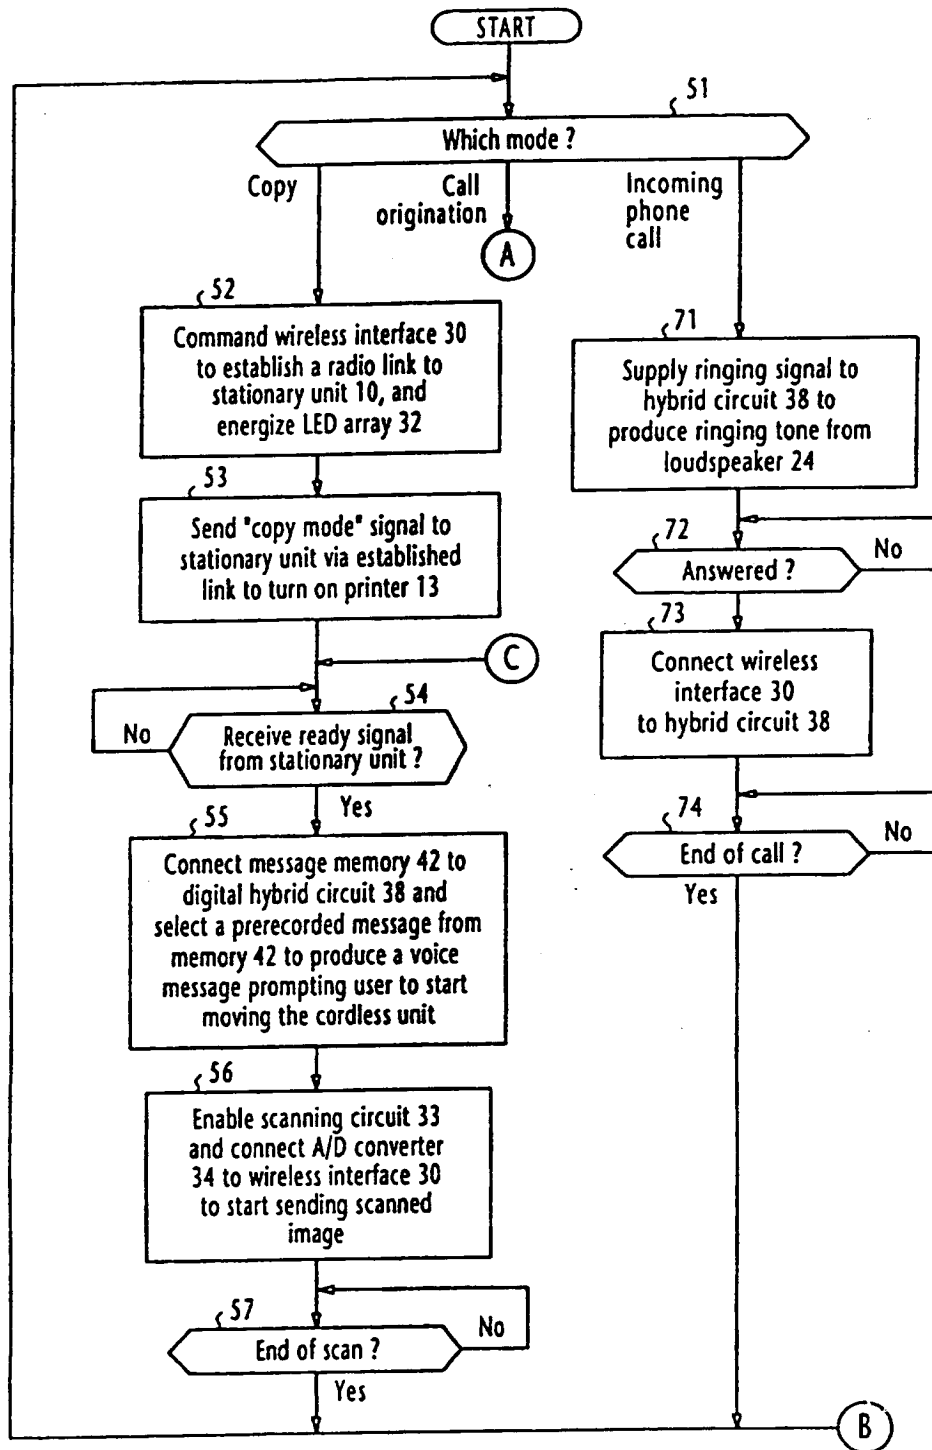 START
51
Which mode ?
Copy
Call
origination
Incoming
phone
call
A
52
Command wireless interface 30
to establish a radio link to
stationary unit 10, and
energize LED array 32
53
Send "copy mode" signal to
stationary unit via established
link to turn on printer 13
C
54
No
Receive ready signal
from stationary unit ?
Yes
55
Connect message memory 42 to
digital hybrid circuit 38 and
select a prerecorded message from
memory 42 to produce a voice
message prompting user to start
moving the cordless unit
56
Enable scanning circuit 33
and connect A/D converter
34 to wireless interface 30
to start sending scanned
image
57
No
End of scan ?
Yes
71
Supply ringing signal to
hybrid circuit 38 to
produce ringing tone from
loudspeaker 24
72
No
Answered ?
73
Connect wireless
interface 30
to hybrid circuit 38
74
No
End of call ?
Yes
B